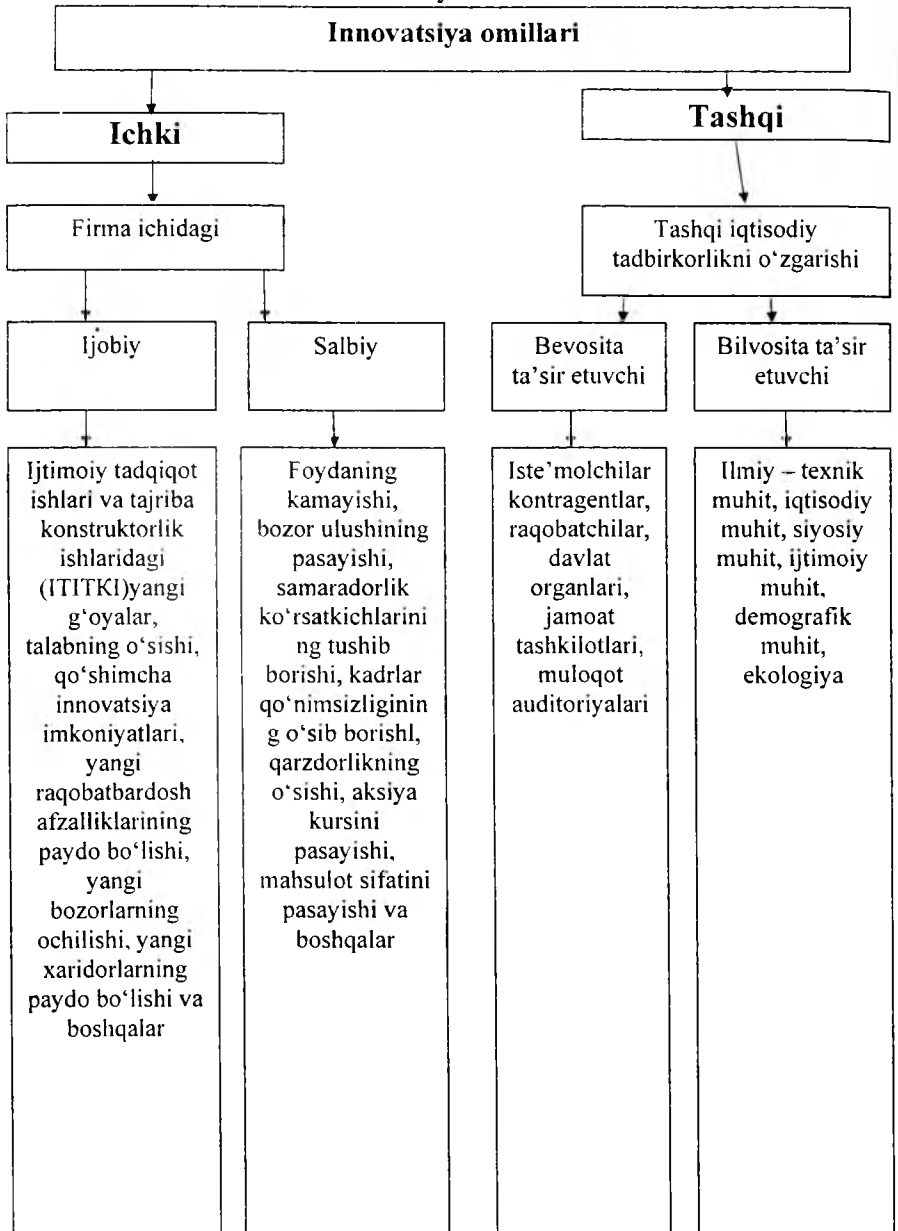 Innovatsiya omillari
Ichki
Tashqi
Firma ichidagi
Tashqi iqtisodiy
tadbirkorlikni o‘zgarishi
Ijobiy
Salbiy
Bevosita
ta’sir etuvchi
Bilvosita ta’sir
etuvchi
Ijtimoiy tadqiqot
ishlari va tajriba
konstruktorlik
ishlaridagi
(ITITKI)yangi
g‘oyalar,
talabning o‘sishi,
qo‘shimcha
innovatsiya
imkoniyatlari,
yangi
raqobatbardosh
afzalliklarining
paydo bo‘lishi,
yangi
bozorlarning
ochilishi, yangi
xaridorlarning
paydo bo‘lishi va
boshqalar
Foydaning
kamayishi,
bozor ulushining
pasayishi,
samaradorlik
ko‘rsatkichlarini
ng tushib
borishi, kadrlar
qo‘nimsizliginin
g o‘sib borishl,
qarzdorlikning
o‘sishi, aksiya
kursini
pasayishi,
mahsulot sifatini
pasayishi va
boshqalar
Iste’molchilar
kontragentlar,
raqobatchilar,
davlat
organlari,
jamoat
tashkilotlari,
muloqot
auditoriyalari
Ilmiy – texnik
muhit, iqtisodiy
muhit, siyosiy
muhit, ijtimoiy
muhit,
demografik
muhit,
ekologiya